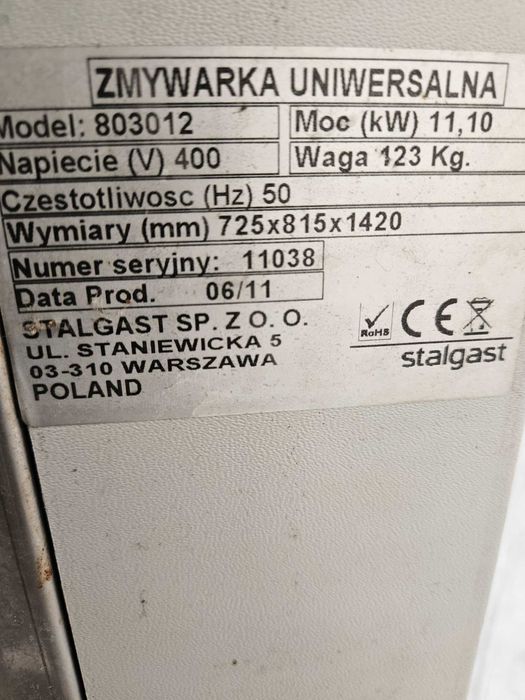 ZMYWARKA UNIWERSALNA
Model: 803012
Moc (kW) 11,10
Napiecie (V) 400
Waga 123 Kg.
Czestotliwosc (Hz) 50
Wymiary (mm) 725x815x1420
Numer seryjny: 11038
Data Prod. 06/11
STALGAST SP. Z O. O.
UL. STANIEWICKA 5
03-310 WARSZAWA
POLAND
RoHS CE
stalgast